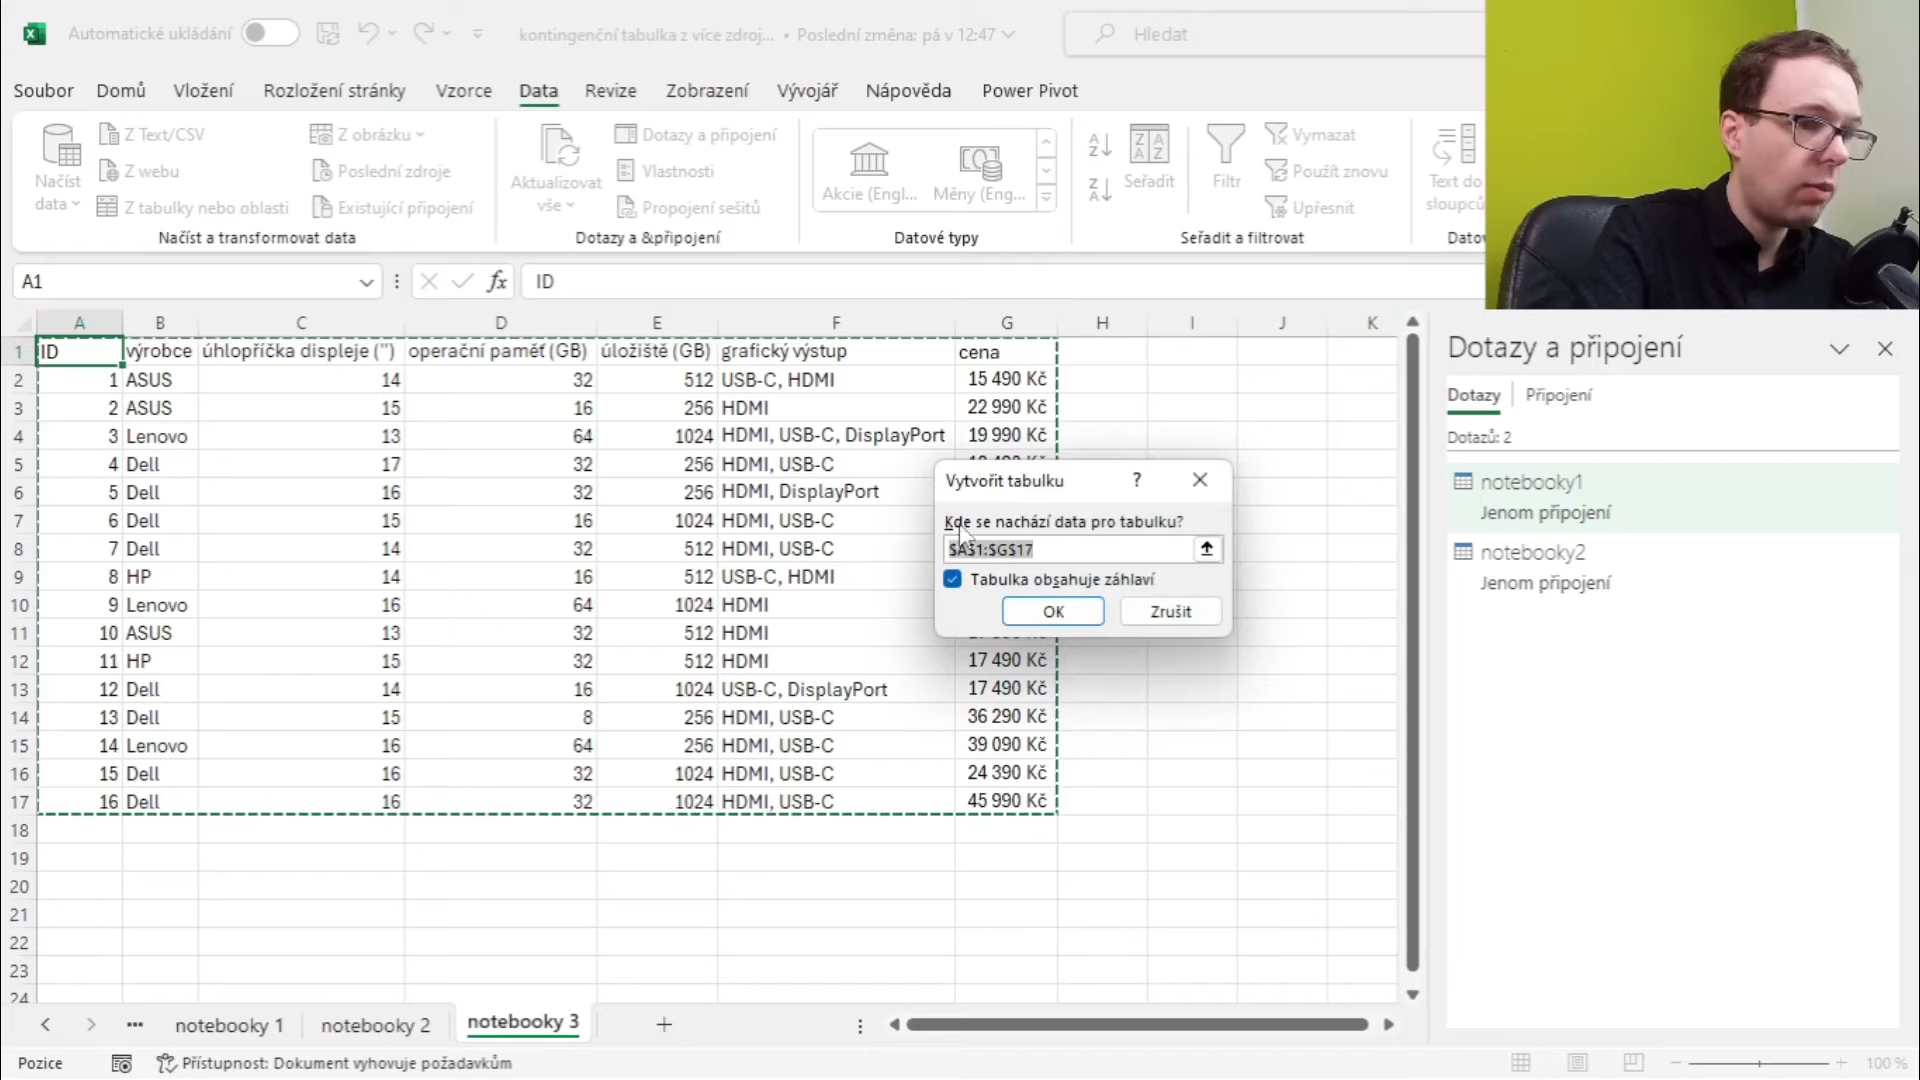 Automatické ukládání
kontingenční tabulka z více zdroj... • Poslední změna: pá v 12:47
Hledat
Soubor Domů Vložení Rozložení stránky Vzorce Data Revize Zobrazení Vývojář Nápověda Power Pivot
Načíst data
Z Text/CSV
Z webu
Z tabulky nebo oblasti
Z obrázku
Poslední zdroje
Existující připojení
Načíst a transformovat data
Aktualizovat vše
Dotazy a připojení
Vlastnosti
Propojení sešitů
Dotazy a &připojení
Akcie (Engl... Měny (Eng...
Datové typy
Seřadit
Filtr
Vymazat
Použít znovu
Upřesnit
Seřadit a filtrovat
Text do
sloupců
Dato
A1 fx ID
A B C D E F G H I J K
1 ID výrobce úhlopříčka displeje (") operační paměť (GB) úložiště (GB) grafický výstup cena
2 1 ASUS 14 32 512 USB-C, HDMI 15 490 Kč
3 2 ASUS 15 16 256 HDMI 22 990 Kč
4 3 Lenovo 13 64 1024 HDMI, USB-C, DisplayPort 19 990 Kč
5 4 Dell 17 32 256 HDMI, USB-C
6 5 Dell 16 32 256 HDMI, DisplayPort
7 6 Dell 15 16 1024 HDMI, USB-C
8 7 Dell 14 32 512 HDMI, USB-C
9 8 HP 14 16 512 USB-C, HDMI
10 9 Lenovo 16 64 1024 HDMI
11 10 ASUS 13 32 512 HDMI
12 11 HP 15 32 512 HDMI 17 490 Kč
13 12 Dell 14 16 1024 USB-C, DisplayPort 17 490 Kč
14 13 Dell 15 8 256 HDMI, USB-C 36 290 Kč
15 14 Lenovo 16 64 256 HDMI, USB-C 39 090 Kč
16 15 Dell 16 32 1024 HDMI, USB-C 24 390 Kč
17 16 Dell 16 32 1024 HDMI, USB-C 45 990 Kč
18
19
20
21
22
23
24
Vytvořit tabulku ?
Kde se nachází data pro tabulku?
$A$1:$G$17
Tabulka obsahuje záhlaví
OK Zrušit
Dotazy a připojení
Dotazy Připojení
Dotazů: 2
notebooky1
Jenom připojení
notebooky2
Jenom připojení
notebooky 1 notebooky 2 notebooky 3
Pozice Přístupnost: Dokument vyhovuje požadavkům 100 %